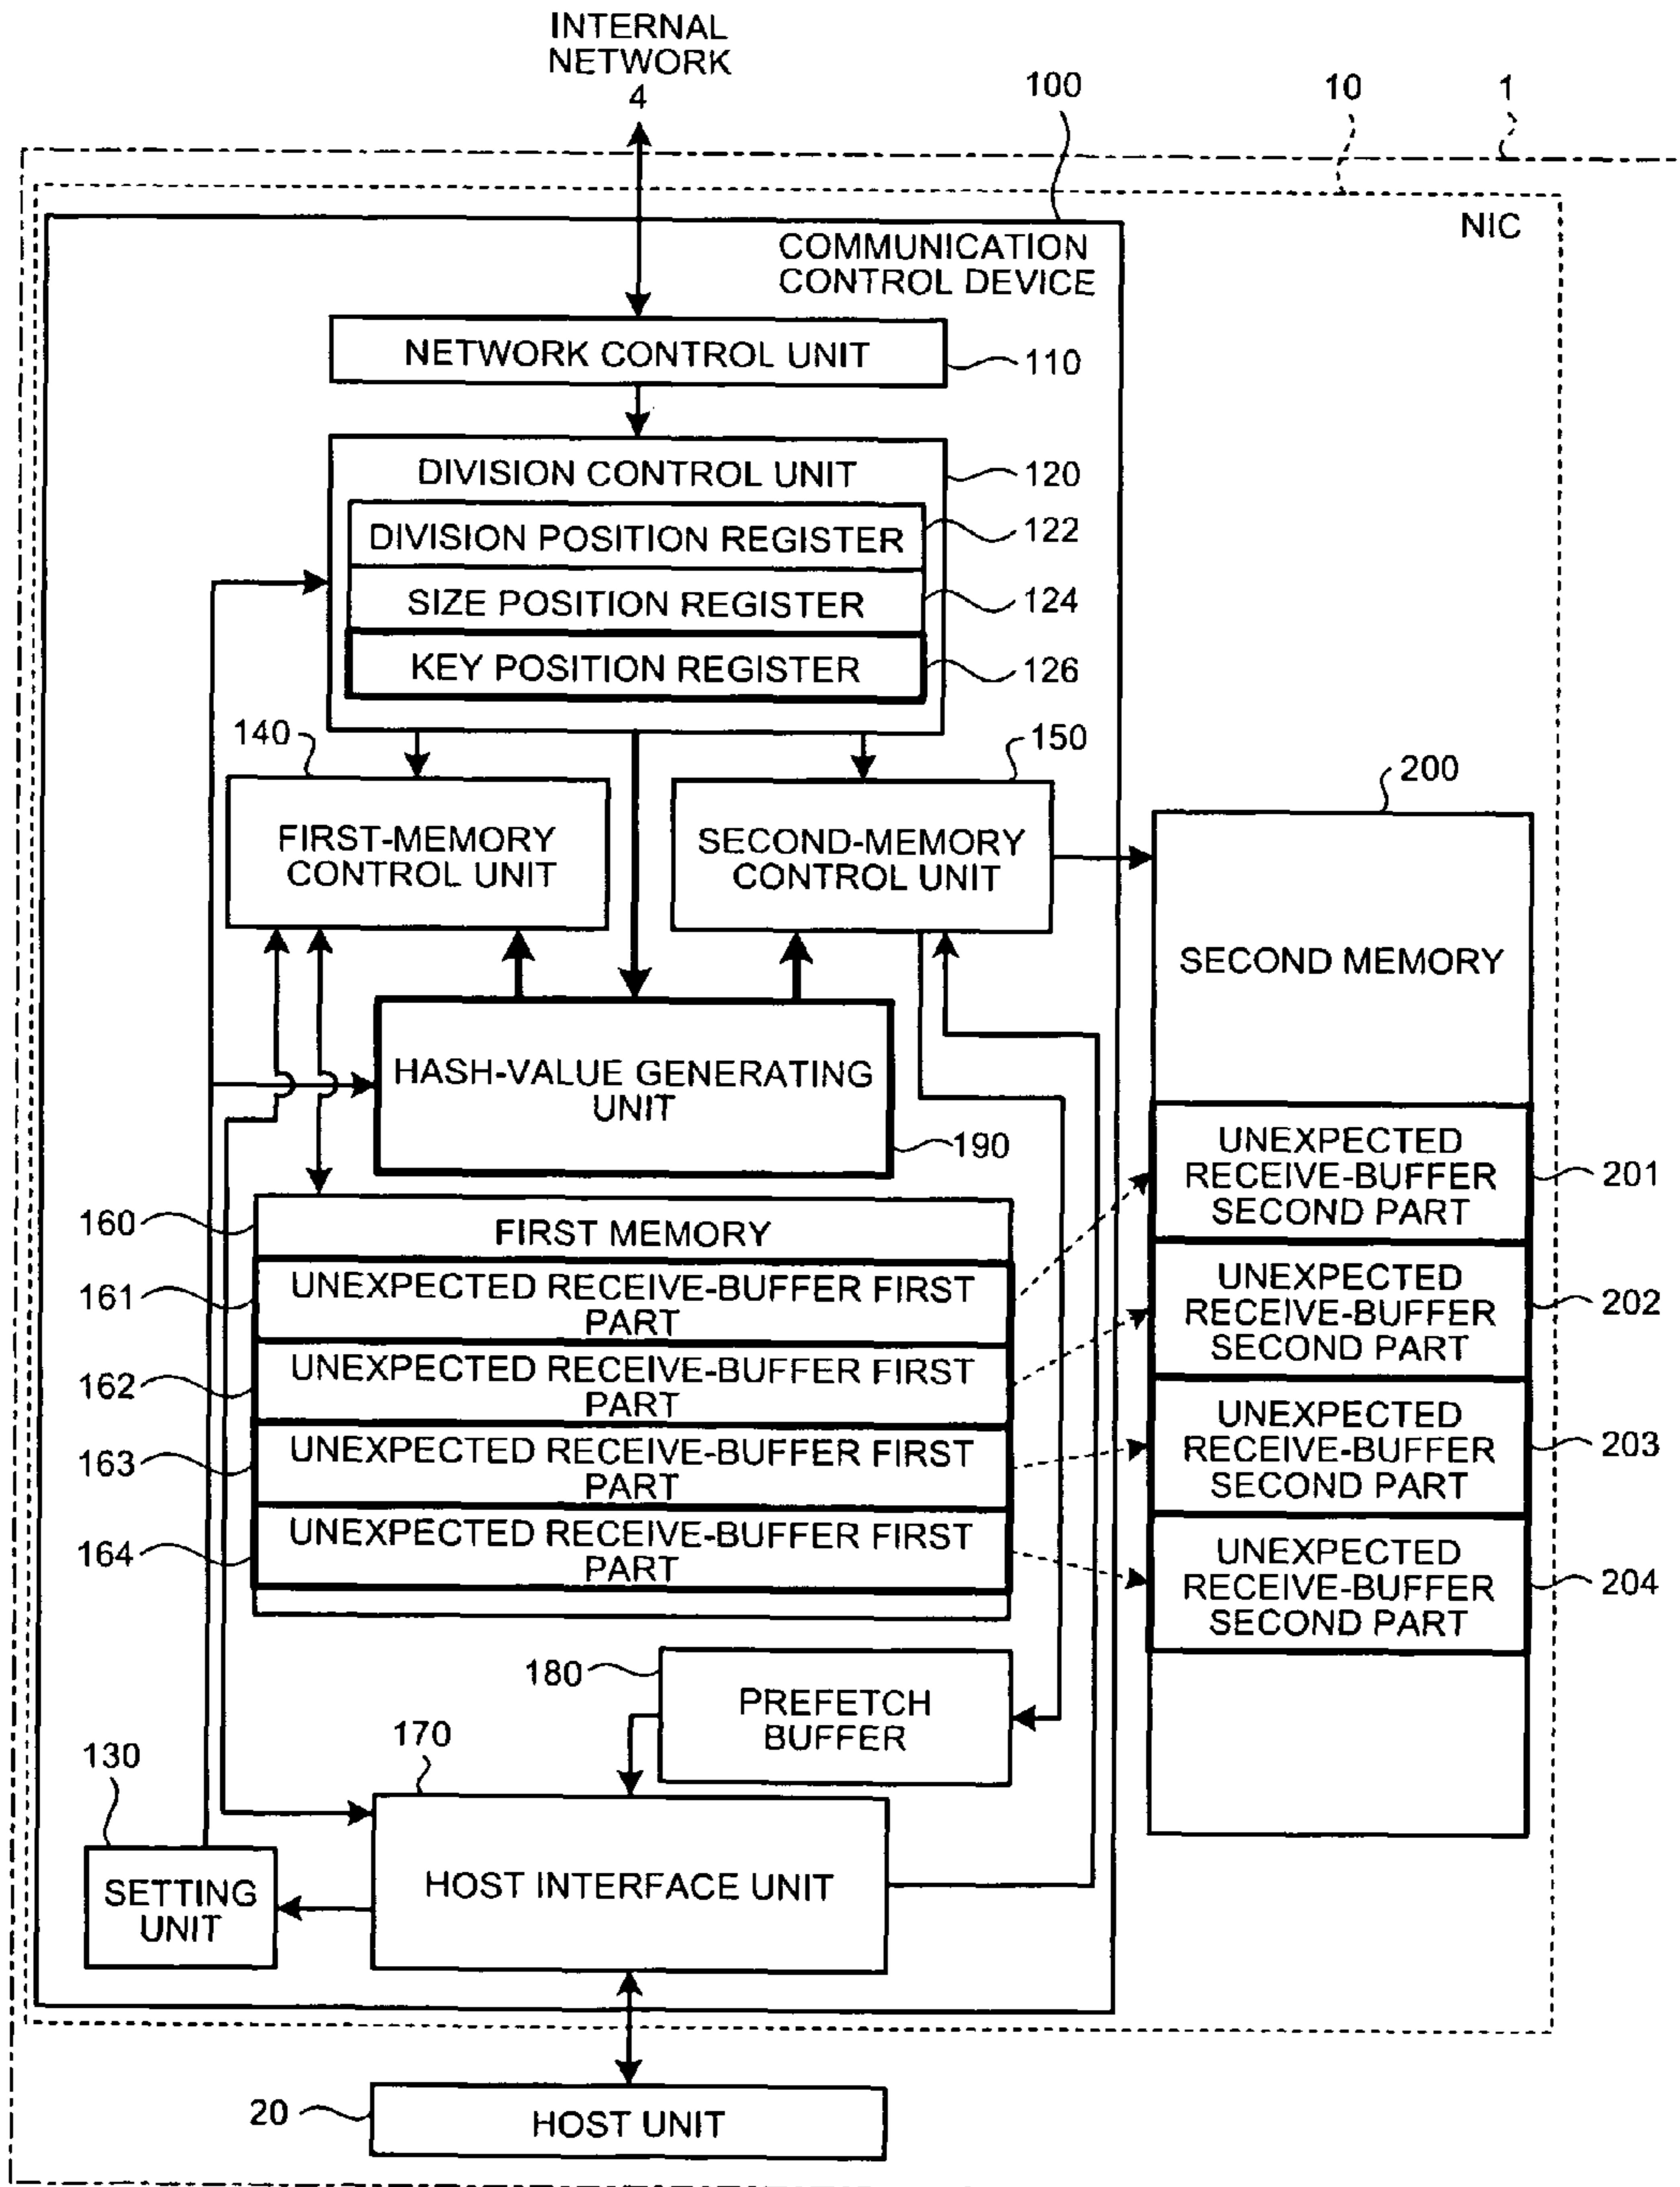 INTERNAL
NETWORK
4
100
10
1
NIC
COMMUNICATION
CONTROL DEVICE
NETWORK CONTROL UNIT
110
DIVISION CONTROL UNIT
120
DIVISION POSITION REGISTER
122
SIZE POSITION REGISTER
124
KEY POSITION REGISTER
126
140
150
200
FIRST-MEMORY
CONTROL UNIT
SECOND-MEMORY
CONTROL UNIT
SECOND MEMORY
HASH-VALUE GENERATING
UNIT
190
UNEXPECTED
RECEIVE-BUFFER
SECOND PART
201
160
FIRST MEMORY
161
UNEXPECTED RECEIVE-BUFFER FIRST
PART
UNEXPECTED
RECEIVE-BUFFER
SECOND PART
202
162
UNEXPECTED RECEIVE-BUFFER FIRST
PART
163
UNEXPECTED RECEIVE-BUFFER FIRST
PART
UNEXPECTED
RECEIVE-BUFFER
SECOND PART
203
164
UNEXPECTED RECEIVE-BUFFER FIRST
PART
UNEXPECTED
RECEIVE-BUFFER
SECOND PART
204
180
PREFETCH
BUFFER
170
130
HOST INTERFACE UNIT
SETTING
UNIT
20
HOST UNIT